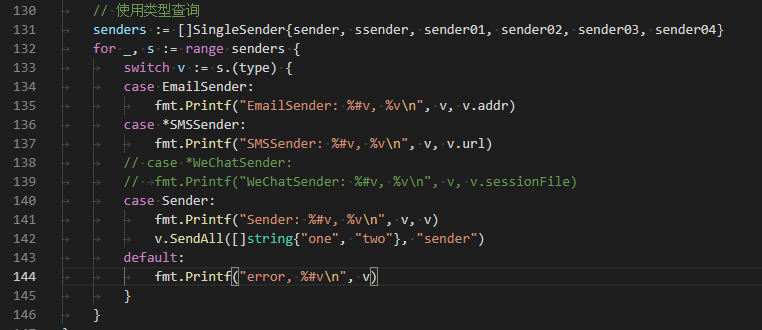 130 // 使用类型查询
131 senders := []SingleSender{sender, ssender, sender01, sender02, sender03, sender04}
132 for _, s := range senders {
133 switch v := s.(type) {
134 case EmailSender:
135 fmt.Printf("EmailSender: %#v, %v\n", v, v.addr)
136 case *SMSSender:
137 fmt.Printf("SMSSender: %#v, %v\n", v, v.url)
138 // case *WeChatSender:
139 // fmt.Printf("WeChatSender: %#v, %v\n", v, v.sessionFile)
140 case Sender:
141 fmt.Printf("Sender: %#v, %v\n", v, v)
142 v.SendAll([]string{"one", "two"}, "sender")
143 default:
144 fmt.Printf("error, %#v\n", v)
145 }
146 }